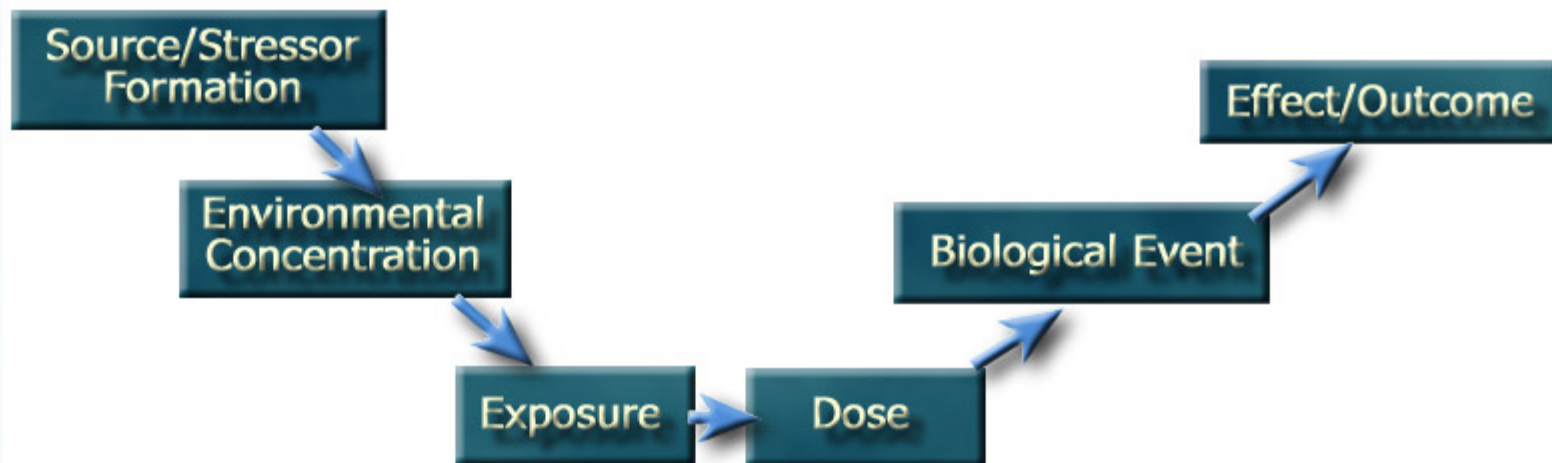 Source/Stressor
Formation
Environmental
Concentration
Exposure
Dose
Biological Event
Effect/Outcome